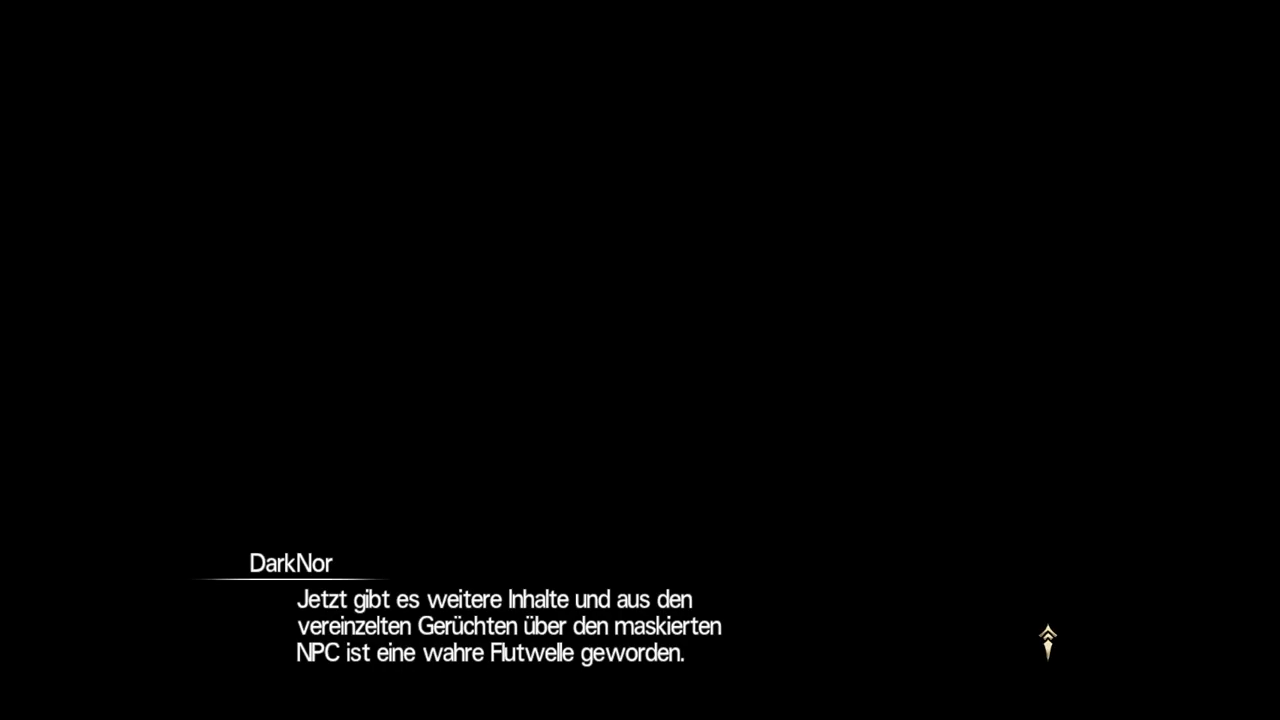 DarkNor
Jetzt gibt es weitere Inhalte und aus den
vereinzelten Gerüchten über den maskierten
NPC ist eine wahre Flutwelle geworden.